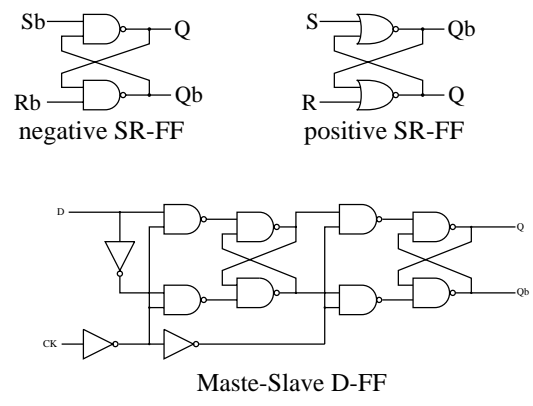 Sb
Q
Rb
Qb
negative SR-FF
S
Qb
R
Q
positive SR-FF
D
Q
Qb
CK
Maste-Slave D-FF